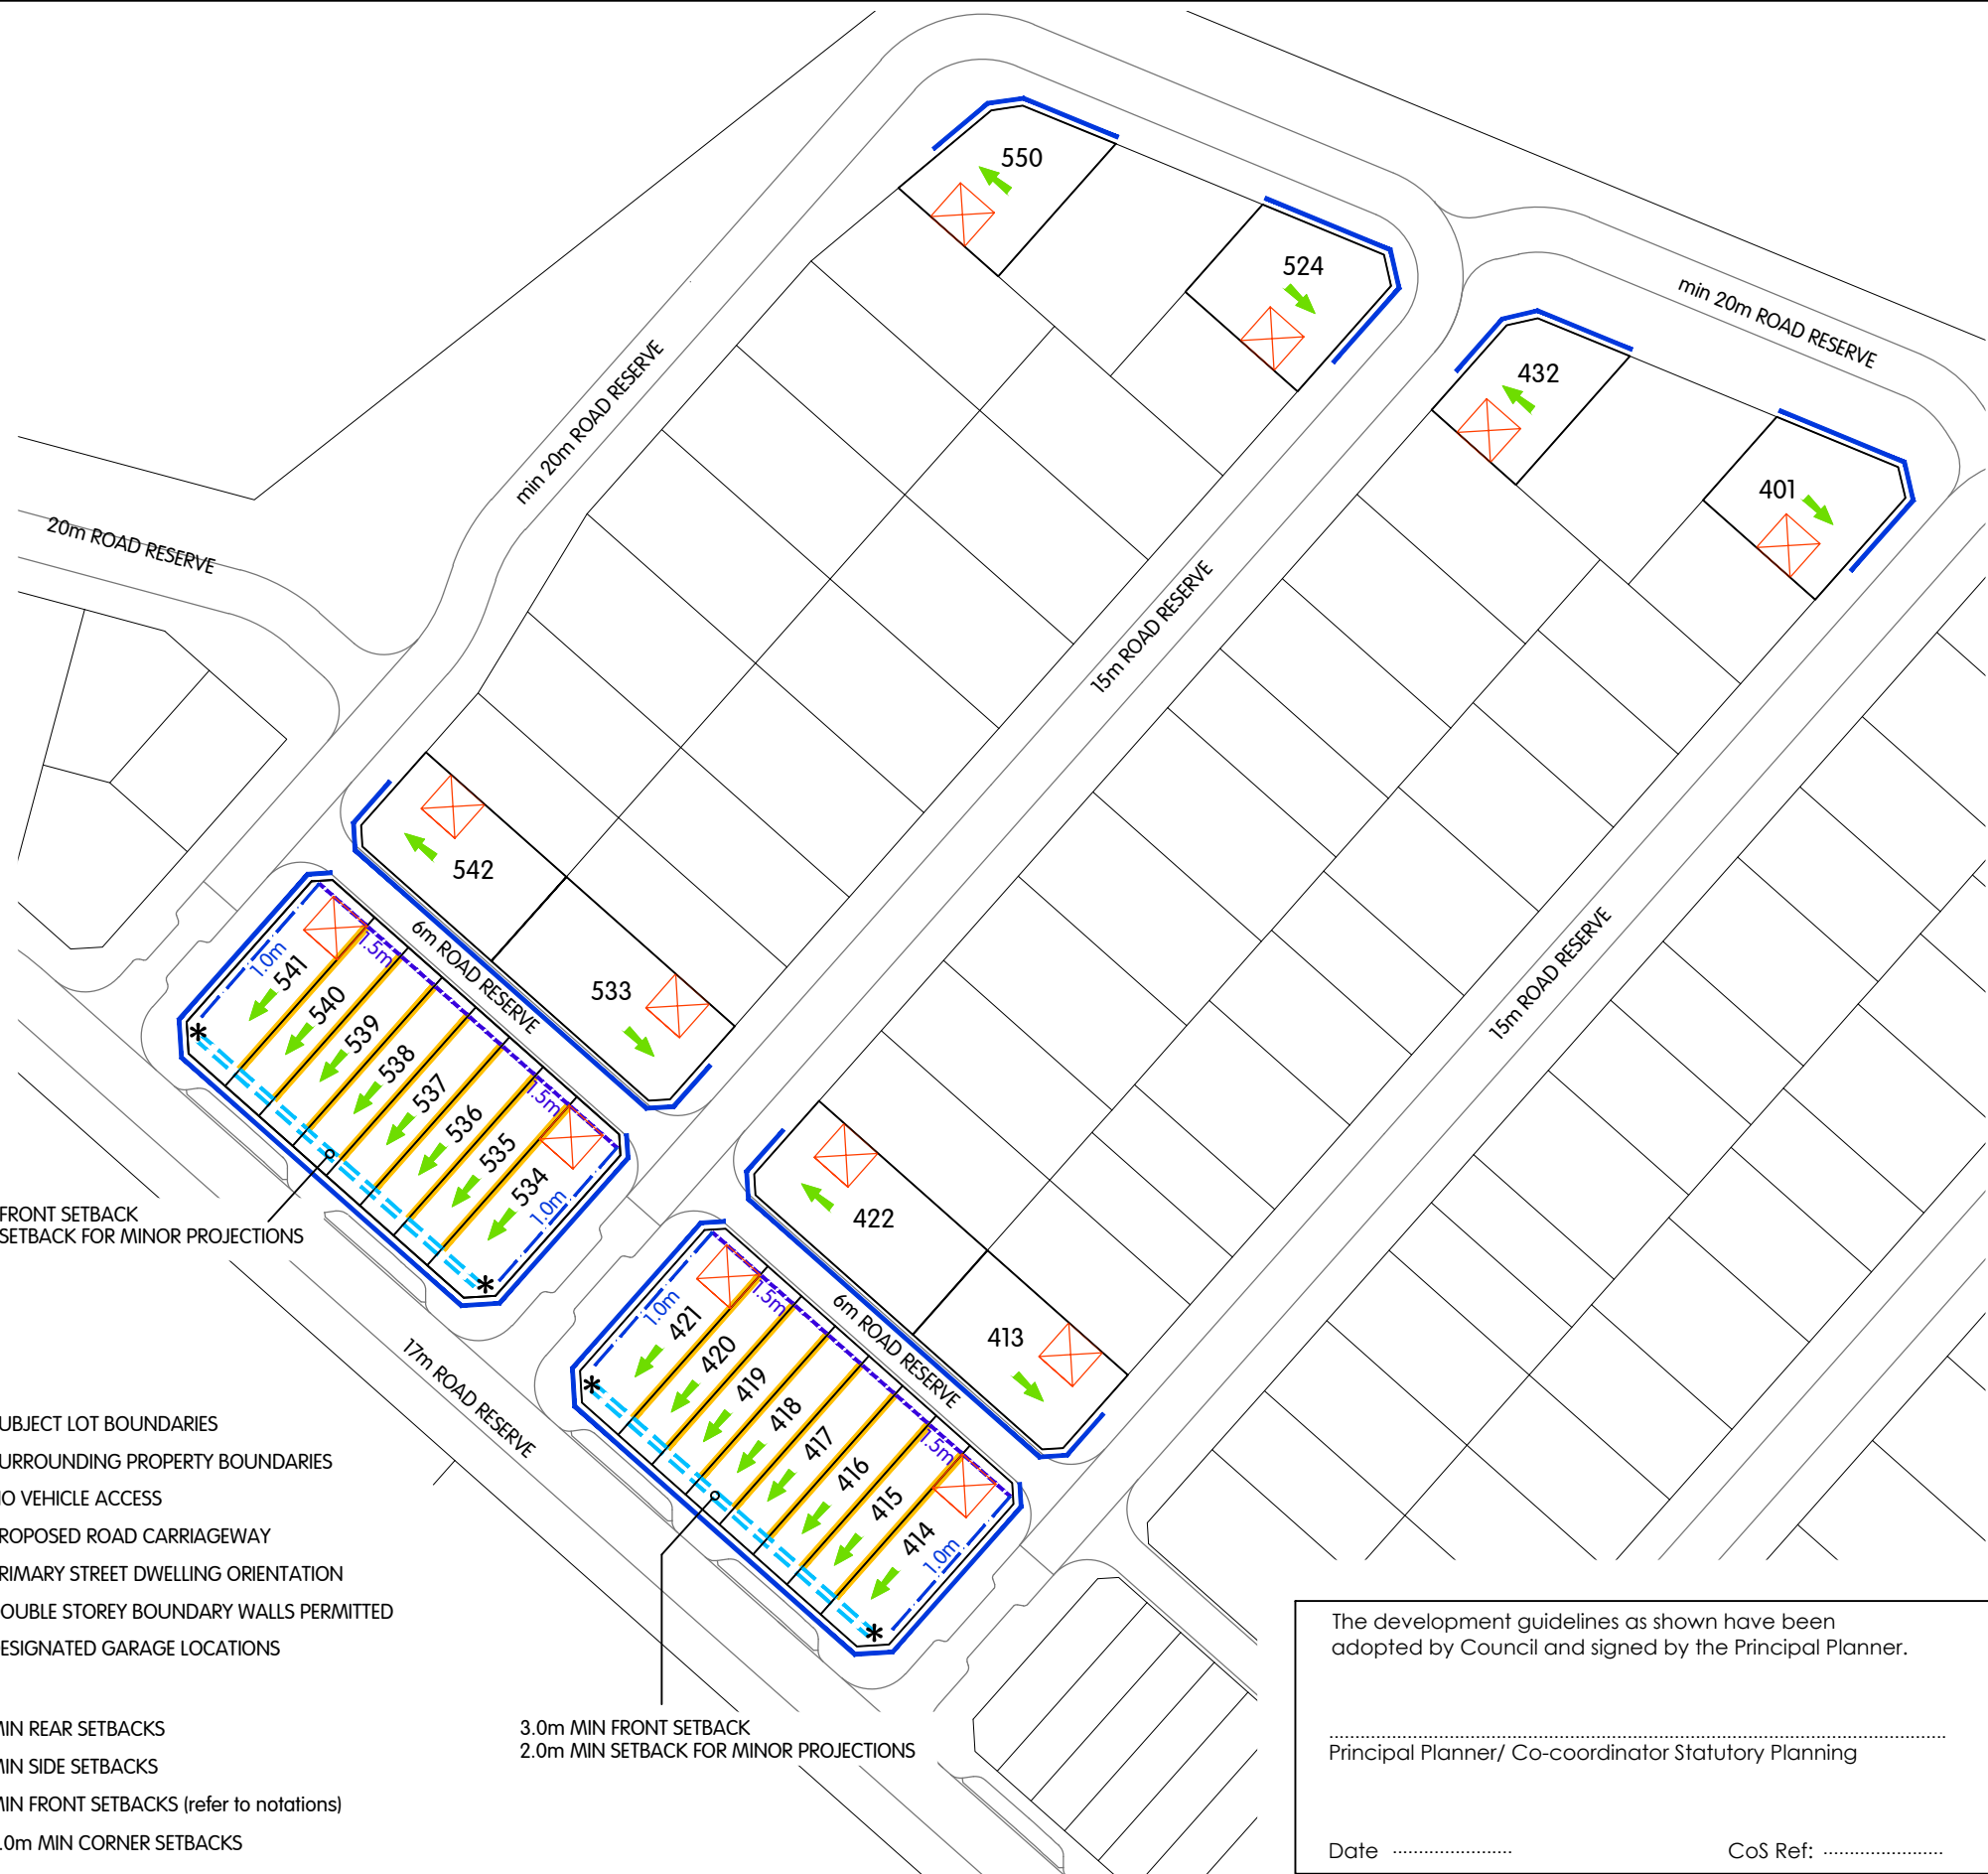 550
524
min 20m ROAD RESERVE
432
min 20m ROAD RESERVE
401
20m ROAD RESERVE
15m ROAD RESERVE
542
6m ROAD RESERVE
533
15m ROAD RESERVE
1.0m
1.5m
541
540
539
538
537
536
535
534
1.5m
1.0m
*
*
FRONT SETBACK
SETBACK FOR MINOR PROJECTIONS
422
6m ROAD RESERVE
413
17m ROAD RESERVE
1.0m
1.5m
421
420
419
418
417
416
415
414
1.5m
1.0m
*
*
UBJECT LOT BOUNDARIES
URROUNDING PROPERTY BOUNDARIES
O VEHICLE ACCESS
ROPOSED ROAD CARRIAGEWAY
RIMARY STREET DWELLING ORIENTATION
OUBLE STOREY BOUNDARY WALLS PERMITTED
ESIGNATED GARAGE LOCATIONS
MIN REAR SETBACKS
MIN SIDE SETBACKS
MIN FRONT SETBACKS (refer to notations)
.0m MIN CORNER SETBACKS
3.0m MIN FRONT SETBACK
2.0m MIN SETBACK FOR MINOR PROJECTIONS
The development guidelines as shown have been
adopted by Council and signed by the Principal Planner.
Principal Planner/ Co-coordinator Statutory Planning
Date ...................... CoS Ref: ......................